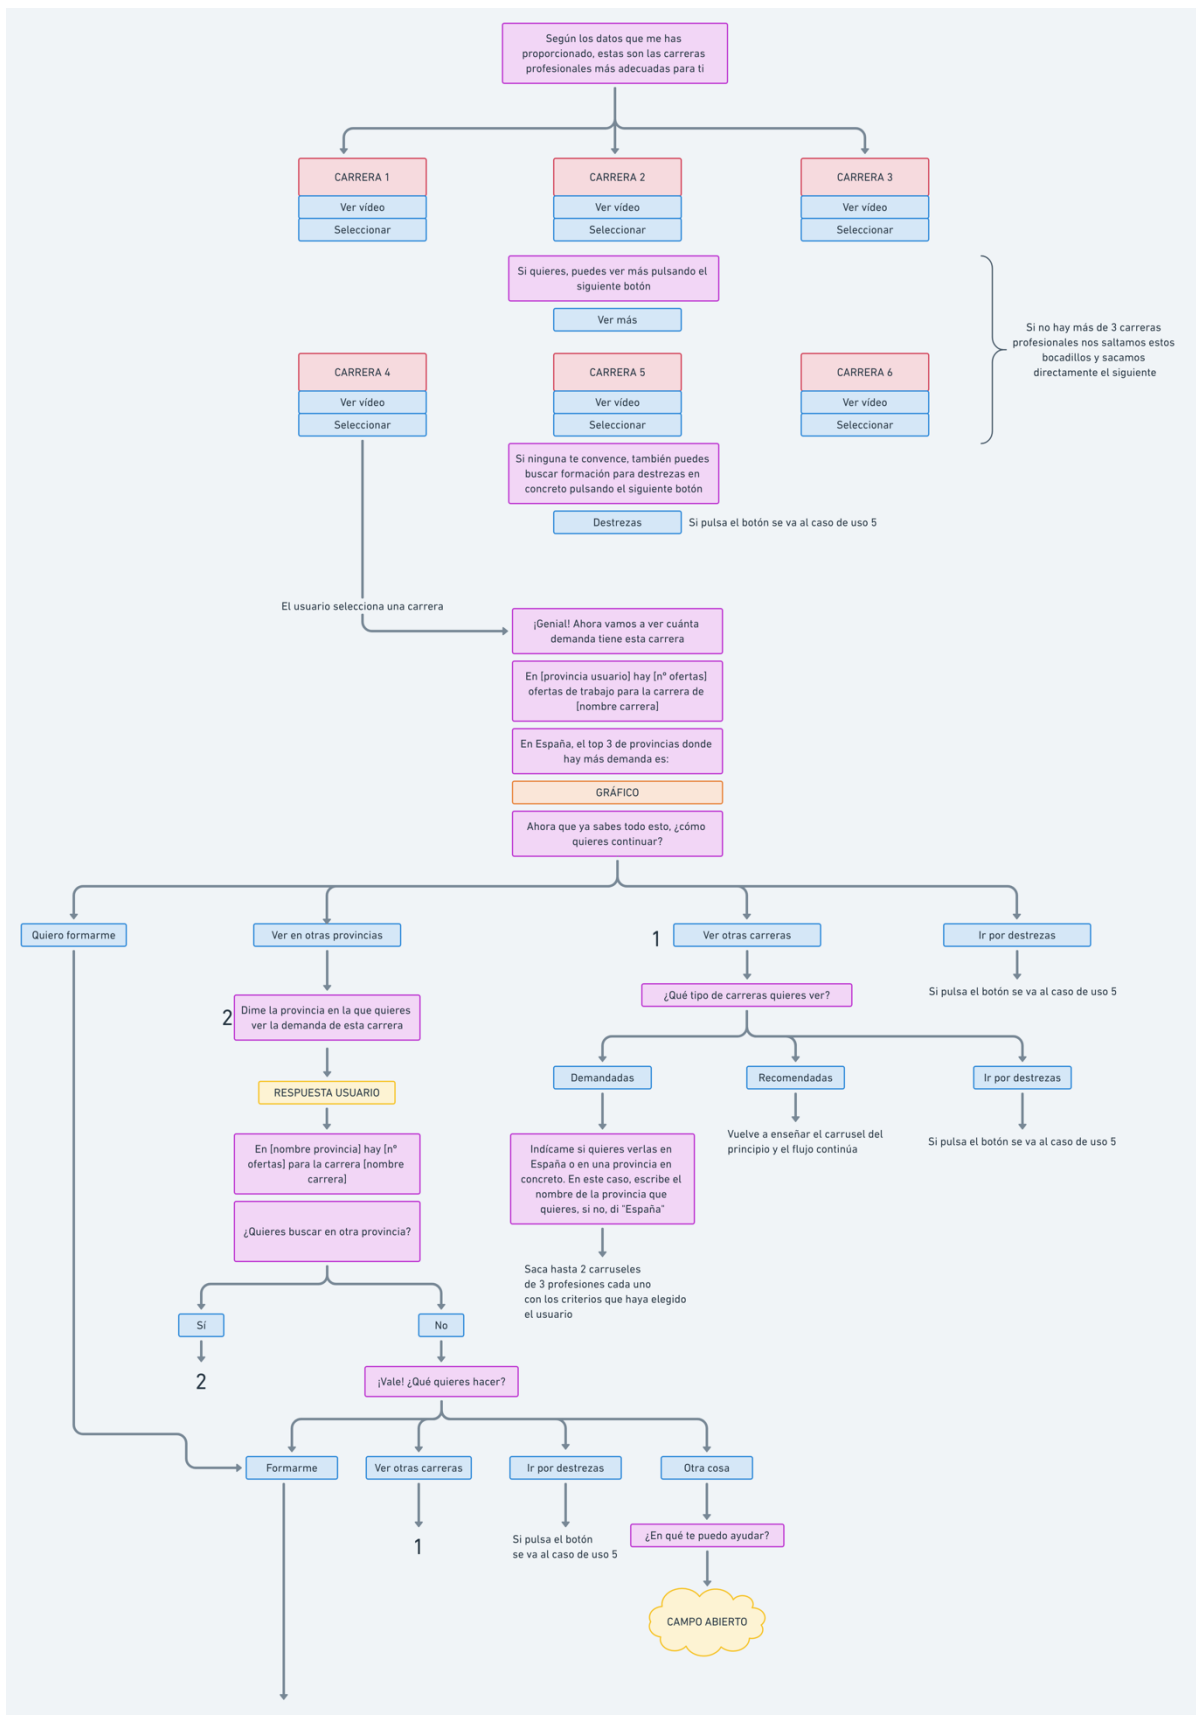 Según los datos que me has
proporcionado, estas son las carreras
profesionales más adecuadas para ti
CARRERA 1
Ver vídeo
Seleccionar
CARRERA 2
Ver vídeo
Seleccionar
CARRERA 3
Ver vídeo
Seleccionar
Si quieres, puedes ver más pulsando el
siguiente botón
Ver más
Si no hay más de 3 carreras
profesionales nos saltamos estos
bocadillos y sacamos
directamente el siguiente
CARRERA 4
Ver vídeo
Seleccionar
CARRERA 5
Ver vídeo
Seleccionar
CARRERA 6
Ver vídeo
Seleccionar
Si ninguna te convence, también puedes
buscar formación para destrezas en
concreto pulsando el siguiente botón
Destrezas
Si pulsa el botón se va al caso de uso 5
El usuario selecciona una carrera
¡Genial! Ahora vamos a ver cuánta
demanda tiene esta carrera
En [provincia usuario] hay [nº ofertas]
ofertas de trabajo para la carrera de
[nombre carrera]
En España, el top 3 de provincias donde
hay más demanda es:
GRÁFICO
Ahora que ya sabes todo esto, ¿cómo
quieres continuar?
Quiero formarme
Ver en otras provincias
1
Ver otras carreras
Ir por destrezas
Si pulsa el botón se va al caso de uso 5
2
Dime la provincia en la que quieres
ver la demanda de esta carrera
¿Qué tipo de carreras quieres ver?
RESPUESTA USUARIO
Demandadas
Recomendadas
Ir por destrezas
En [nombre provincia] hay [nº
ofertas] para la carrera [nombre
carrera]
Indícame si quieres verlas en
España o en una provincia en
concreto. En este caso, escribe el
nombre de la provincia que
quieres, si no, di "España"
Vuelve a enseñar el carrusel del
principio y el flujo continúa
Si pulsa el botón se va al caso de uso 5
¿Quieres buscar en otra provincia?
Saca hasta 2 carruseles
de 3 profesiones cada uno
con los criterios que haya elegido
el usuario
Sí
No
2
¡Vale! ¿Qué quieres hacer?
Formarme
Ver otras carreras
Ir por destrezas
Otra cosa
1
Si pulsa el botón
se va al caso de uso 5
¿En qué te puedo ayudar?
CAMPO ABIERTO